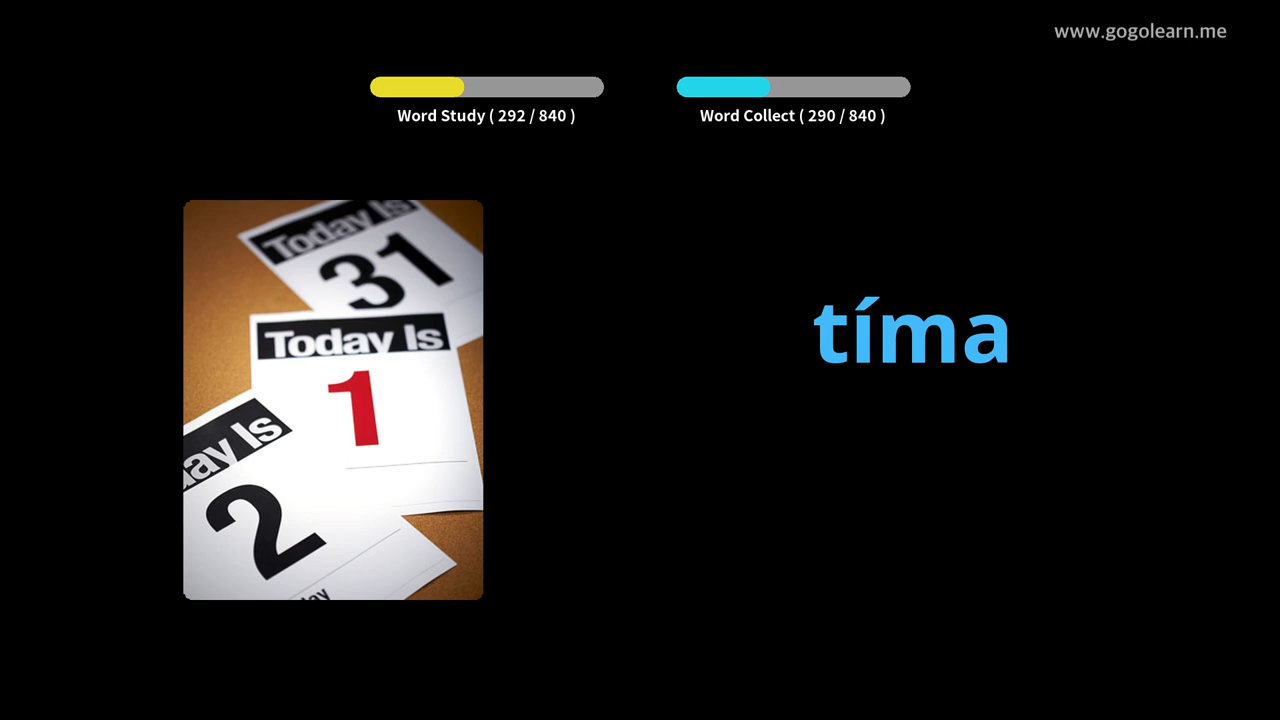 www.gogolearn.me
Word Study ( 292 / 840 )
Word Collect ( 290 / 840 )
Today Is
31
Today Is
1
ay Is
2
tíma